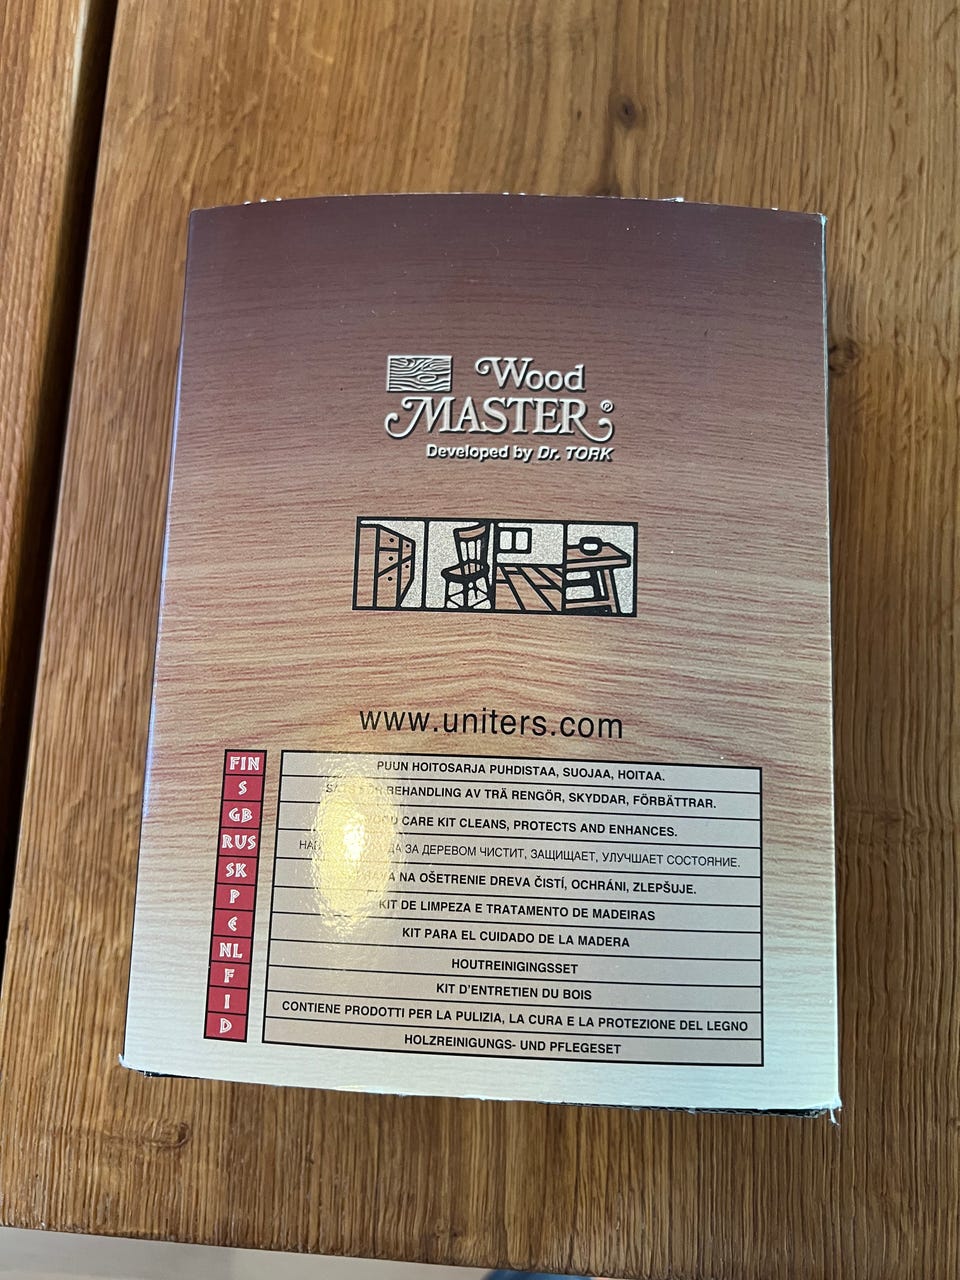 Wood
MASTER®
Developed by Dr. TORK
www.uniters.com
FIN PUUN HOITOSARJA PUHDISTAA, SUOJAA, HOITAA.
S BEHANDLING AV TRÄ RENGÖR, SKYDDAR, FÖRBÄTTRAR.
GB WOOD CARE KIT CLEANS, PROTECTS AND ENHANCES.
RUS ЗА ДЕРЕВОМ ЧИСТИТ, ЗАЩИЩАЕТ, УЛУЧШАЕТ СОСТОЯНИЕ.
SK NA OŠETRENIE DREVA ČISTÍ, OCHRÁNI, ZLEPŠUJE.
P KIT DE LIMPEZA E TRATAMENTO DE MADEIRAS
E KIT PARA EL CUIDADO DE LA MADERA
NL HOUTREINIGINGSSET
F KIT D'ENTRETIEN DU BOIS
I CONTIENE PRODOTTI PER LA PULIZIA, LA CURA E LA PROTEZIONE DEL LEGNO
D HOLZREINIGUNGS- UND PFLEGESET